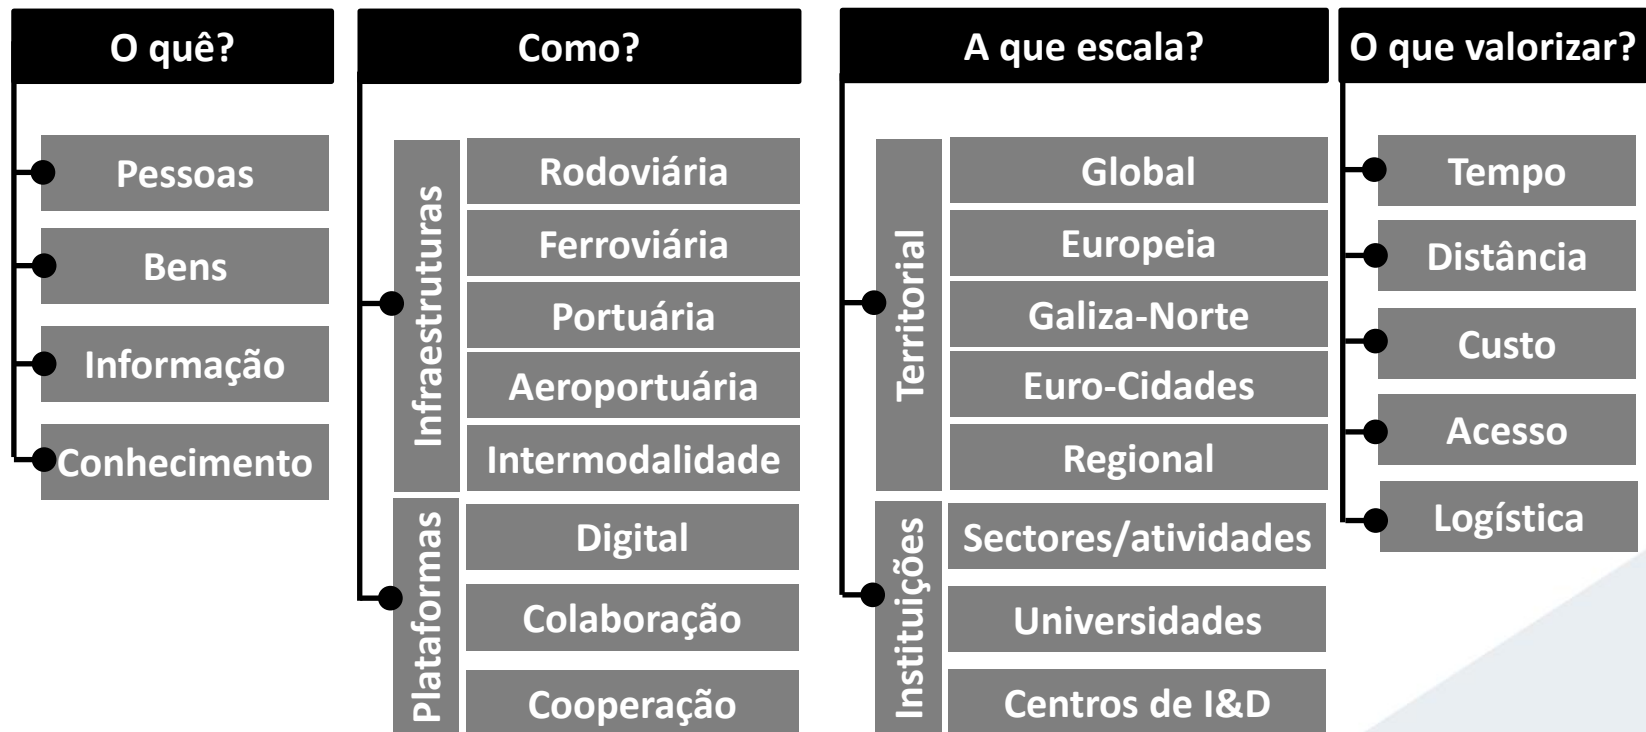 O quê?
Pessoas
Bens
Informação
Conhecimento
Como?
Infraestruturas
Rodoviária
Ferroviária
Portuária
Aeroportuária
Intermodalidade
Plataformas
Digital
Colaboração
Cooperação
A que escala?
Territorial
Global
Europeia
Galiza-Norte
Euro-Cidades
Regional
Instituições
Sectores/atividades
Universidades
Centros de I&D
O que valorizar?
Tempo
Distância
Custo
Acesso
Logística